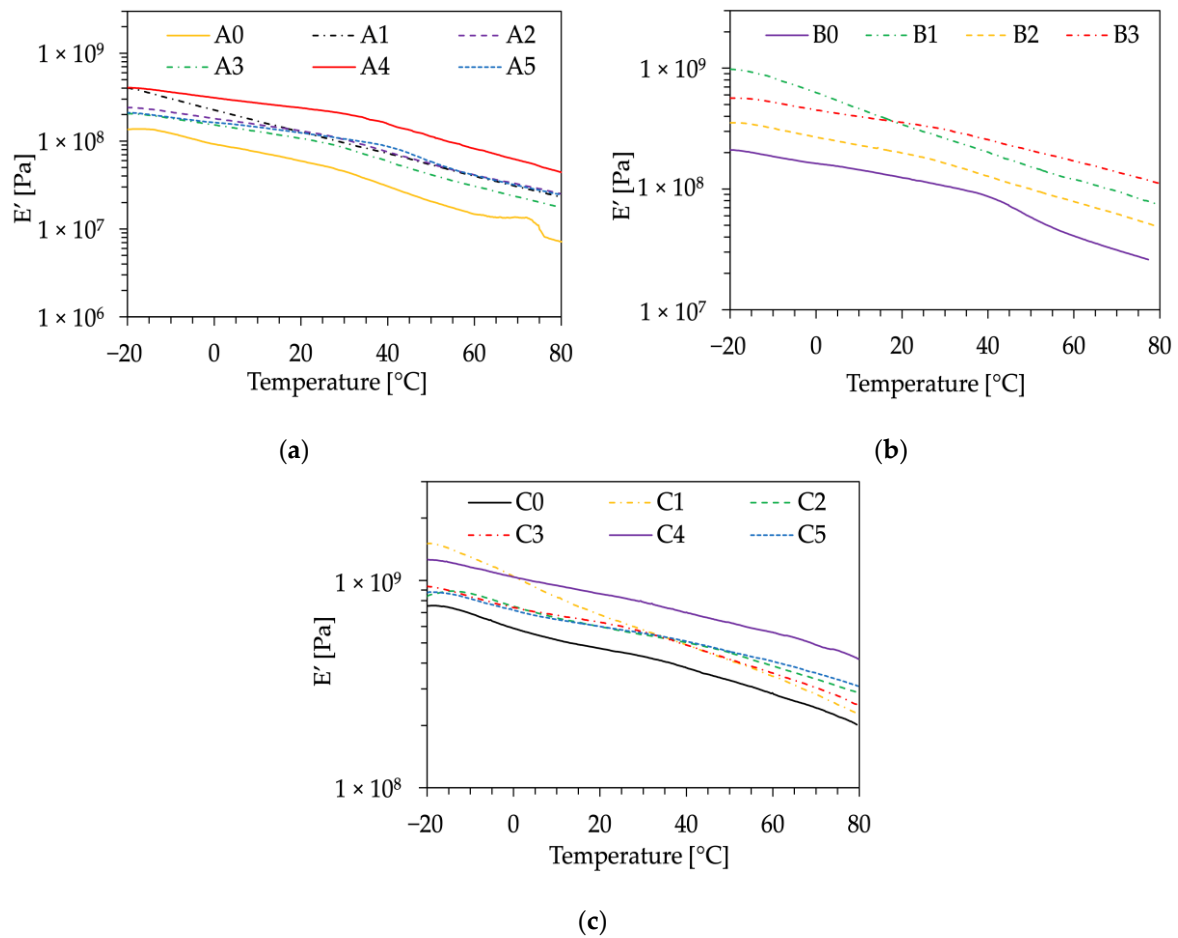 A0 A1 A2
A3 A4 A5
1 × 10⁹
1 × 10⁸
1 × 10⁷
1 × 10⁶
E′ [Pa]
−20 0 20 40 60 80
Temperature [°C]
(a)
B0 B1 B2 B3
1 × 10⁹
1 × 10⁸
1 × 10⁷
E′ [Pa]
−20 0 20 40 60 80
Temperature [°C]
(b)
C0 C1 C2
C3 C4 C5
1 × 10⁹
1 × 10⁸
E′ [Pa]
−20 0 20 40 60 80
Temperature [°C]
(c)